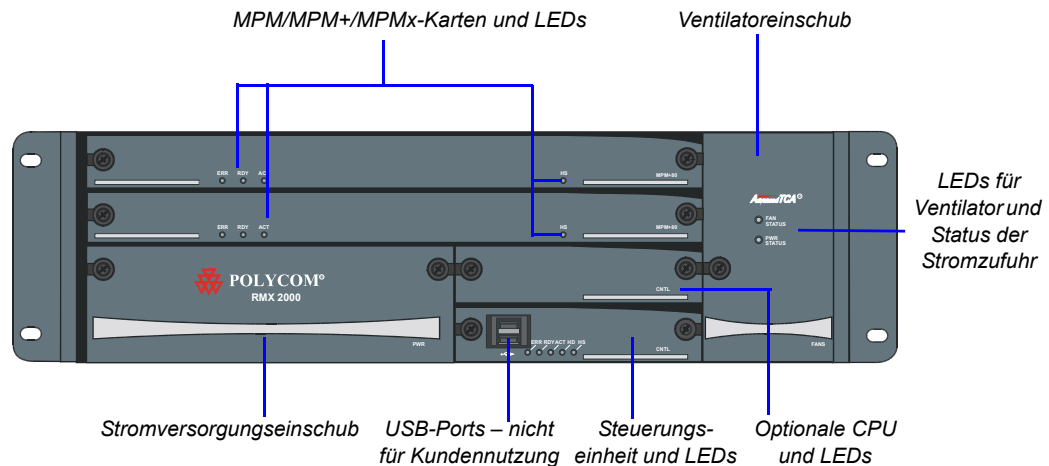 MPM/MPM+/MPMx-Karten und LEDs
Ventilatoreinschub
ERR RDY ACT
HS
MPM+80
ERR RDY ACT
HS
MPM+80
AdvancedTCA®
FAN
STATUS
PWR
STATUS
LEDs für
Ventilator und
Status der
Stromzufuhr
POLYCOM®
RMX 2000
PWR
CNTL
ERR RDY ACT HD HS
CNTL
FANS
Stromversorgungseinschub
USB-Ports – nicht
für Kundennutzung
Steuerungs-
einheit und LEDs
Optionale CPU
und LEDs